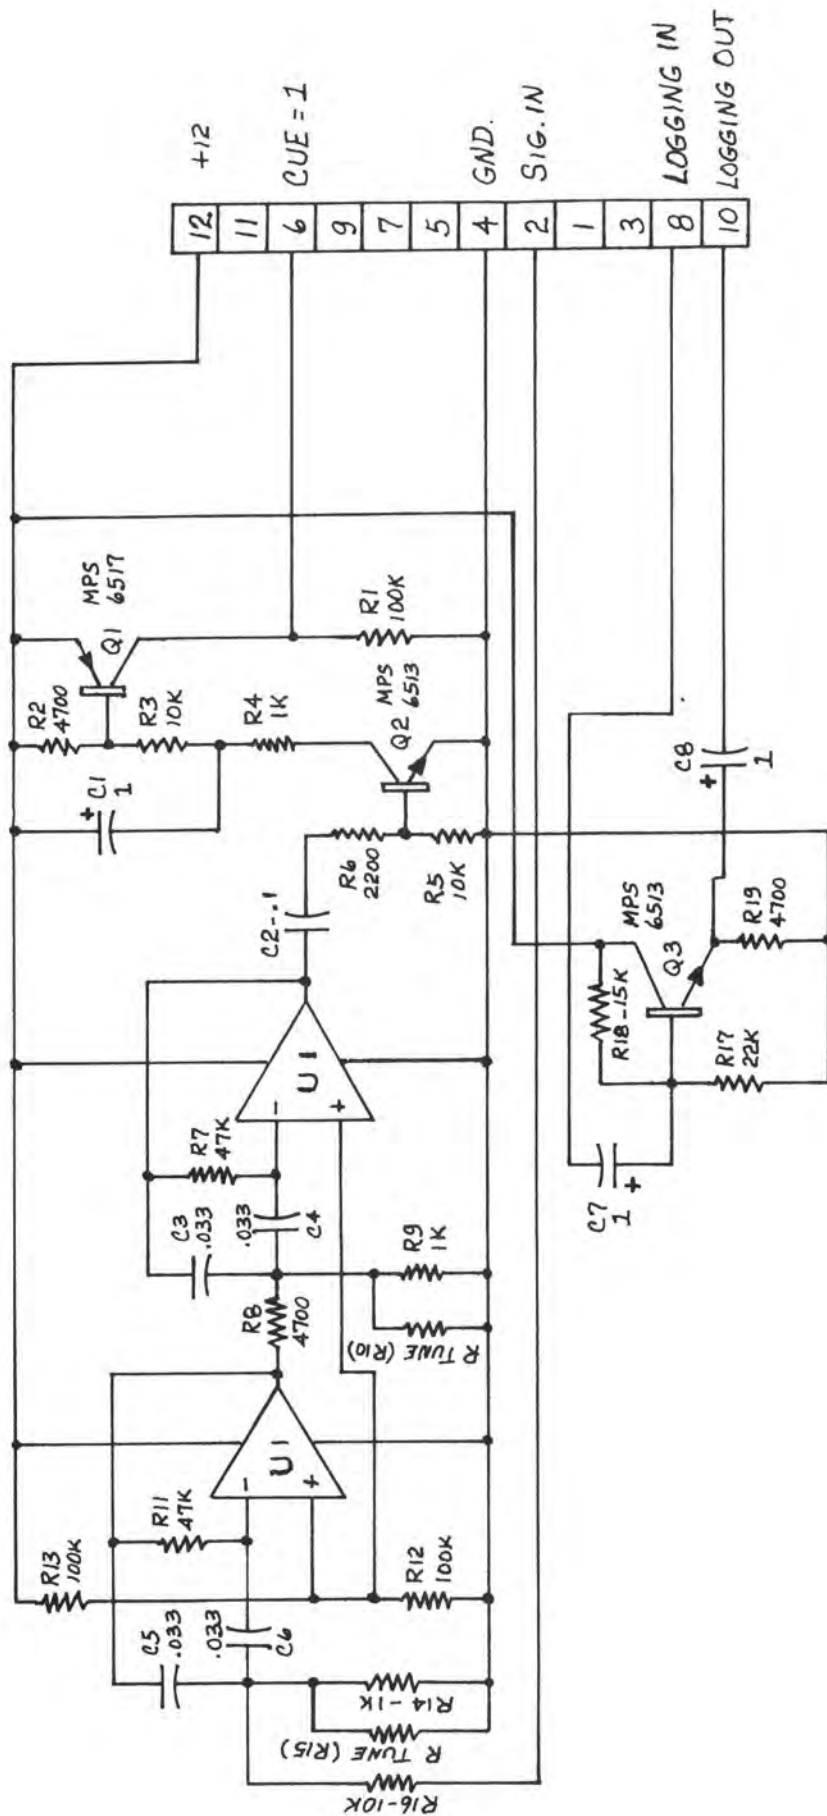 +12
CUE = 1
GND.
SIG. IN
LOGGING IN
LOGGING OUT
12
11
6
9
7
5
4
2
1
3
8
10
MPS
6517
Q1
R2
4700
R3
10K
C1
1
+
R4
1K
R1
100K
MPS
6513
Q2
R6
2200
R5
10K
C2-.1
U1
-
+
R7
47K
C3
.033
.033
C4
R8
4700
R9
1K
R TUNE (R10)
U1
-
+
R11
47K
R13
100K
R12
100K
C5
.033
.033
C6
R14-1K
R TUNE (R15)
R16-10K
MPS
6513
Q3
R18-15K
R17
22K
R19
4700
C7
1
+
C8
1
+